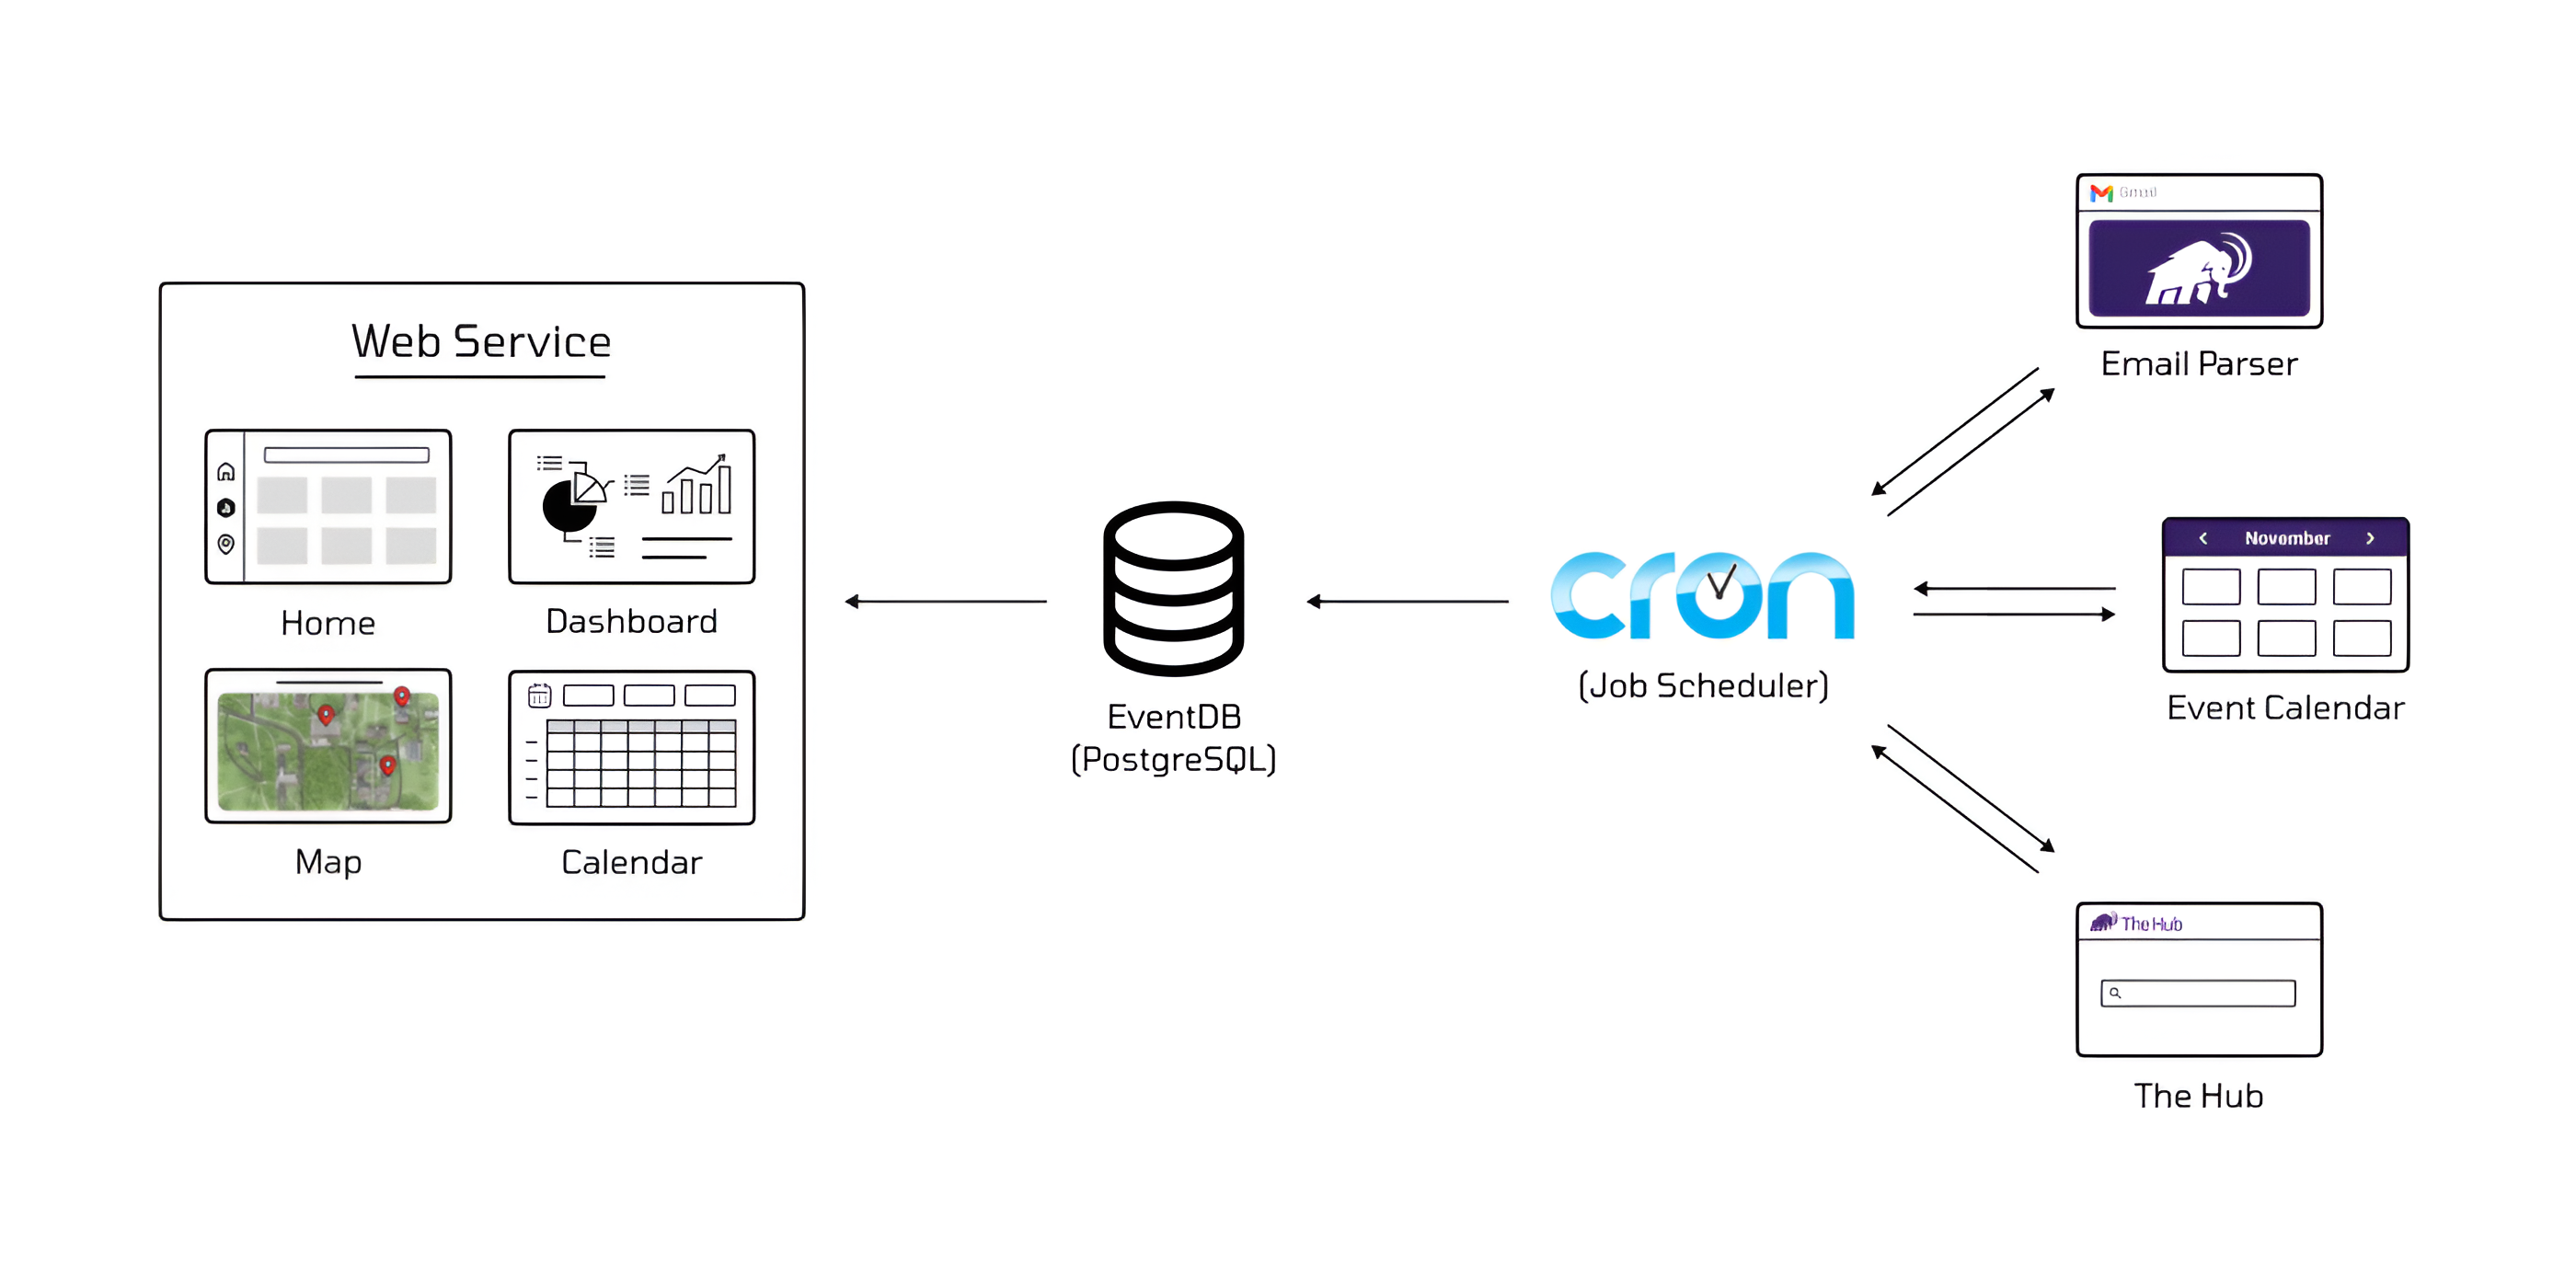 Web Service
Home
Dashboard
Map
Calendar
EventDB
(PostgreSQL)
cron
(Job Scheduler)
Gmail
Email Parser
November
Event Calendar
The Hub
The Hub